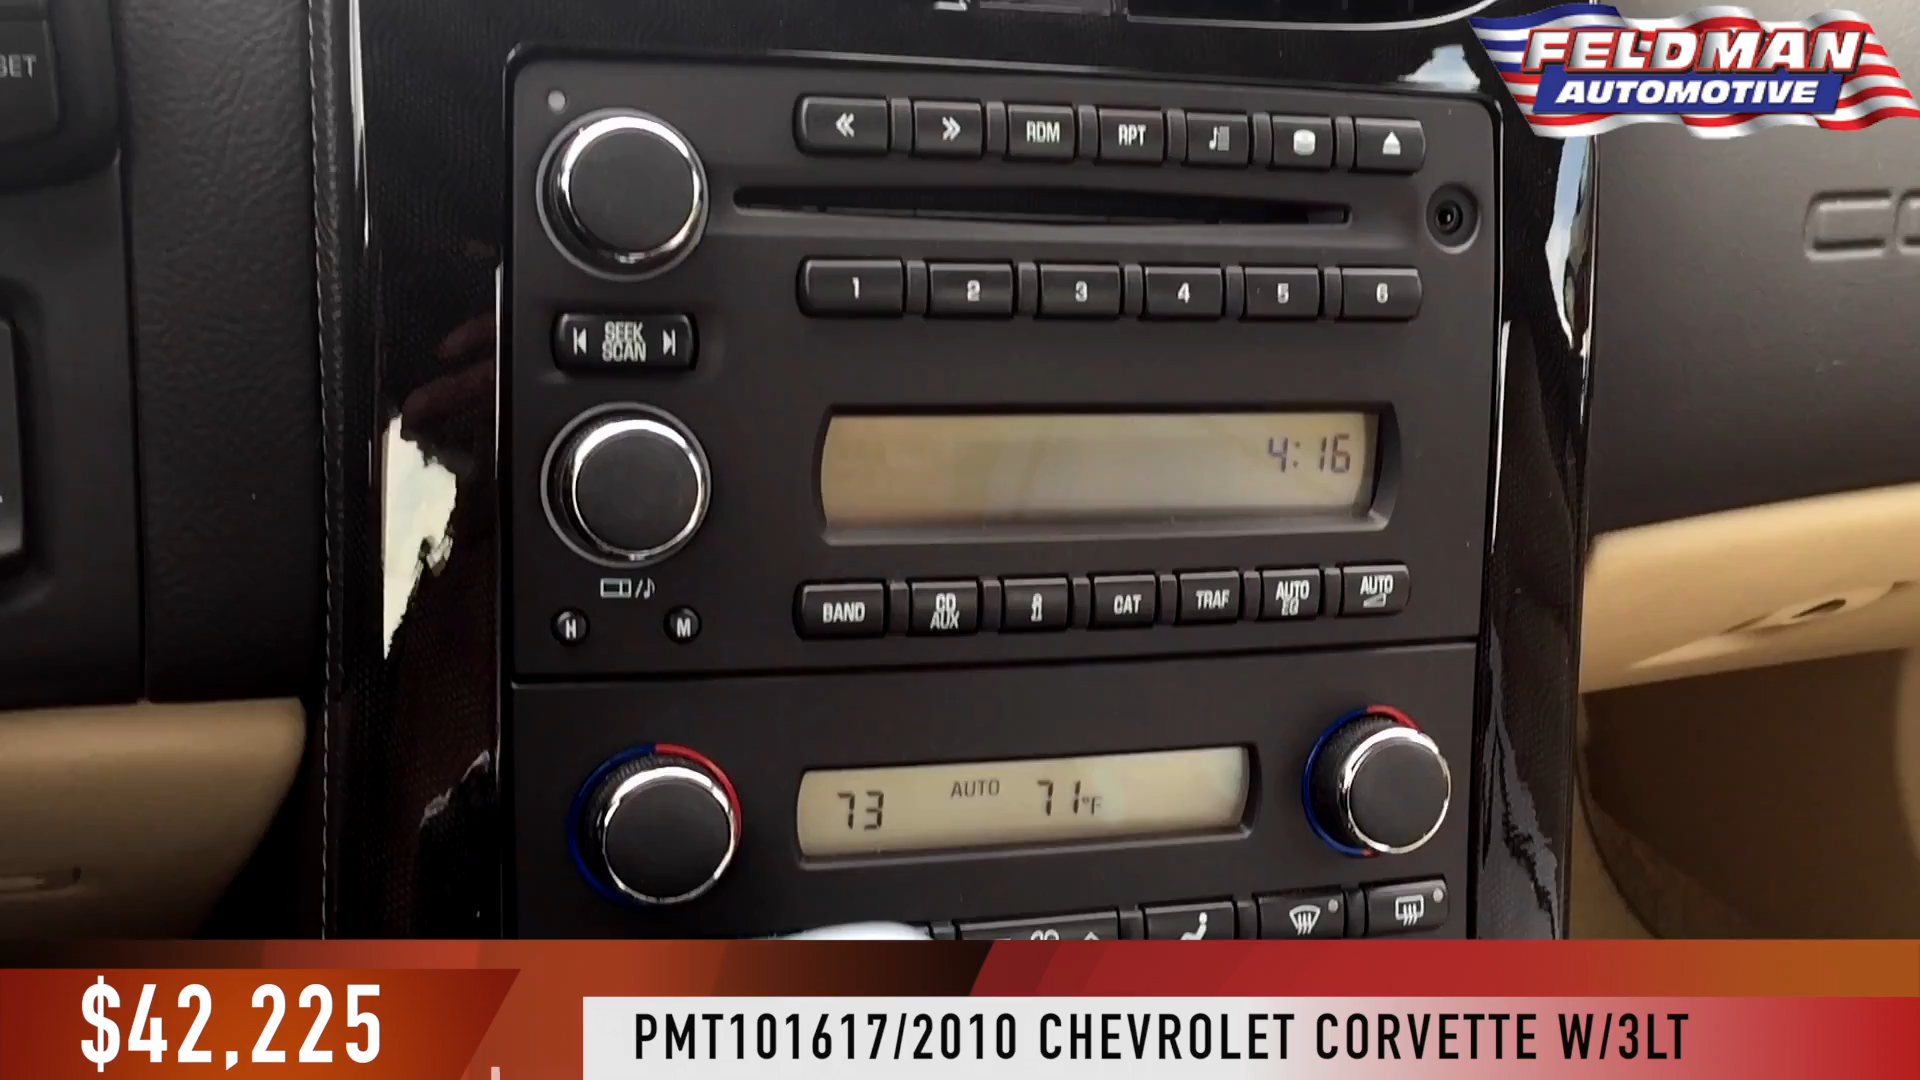 FELDMAN
AUTOMOTIVE
SET
RDM RPT
1 2 3 4 5 6
SEEK
SCAN
4:16
H M
BAND CD AUX CAT TRAF AUTO EQ AUTO
73 AUTO 71°F
$42,225
PMT101617/2010 CHEVROLET CORVETTE W/3LT